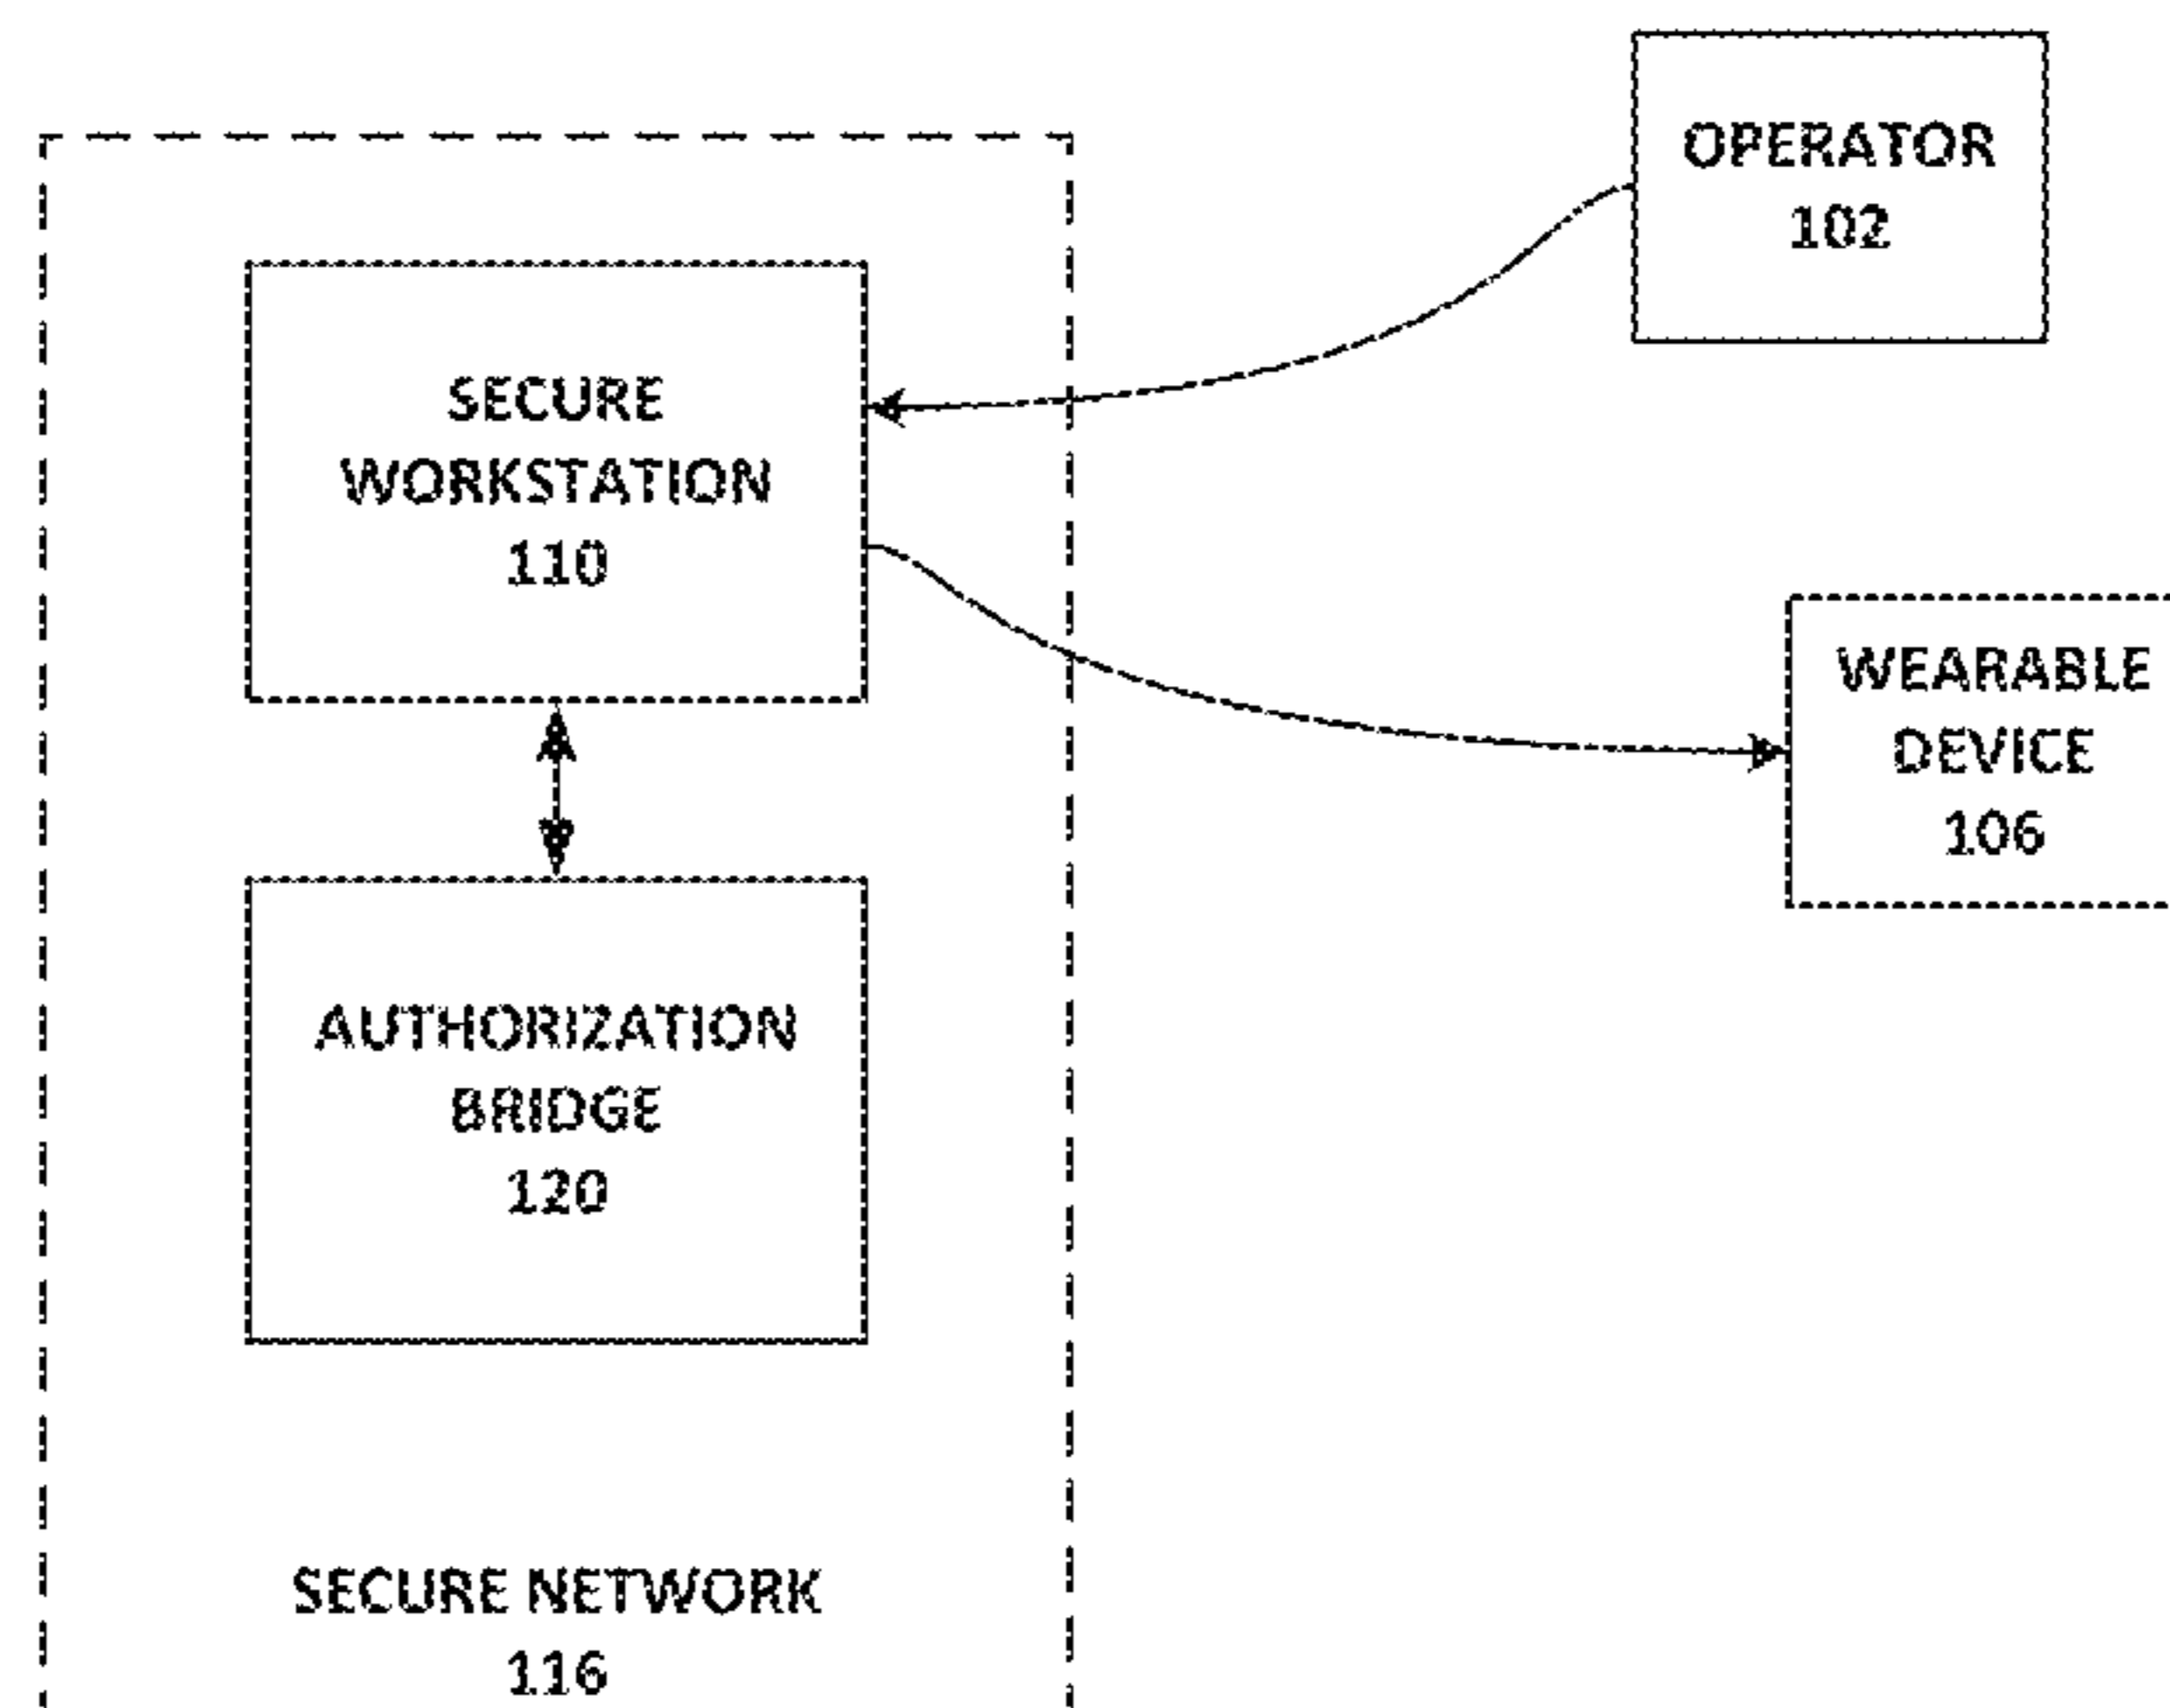 OPERATOR
102
SECURE
WORKSTATION
110
WEARABLE
DEVICE
106
AUTHORIZATION
BRIDGE
120
SECURE NETWORK
116